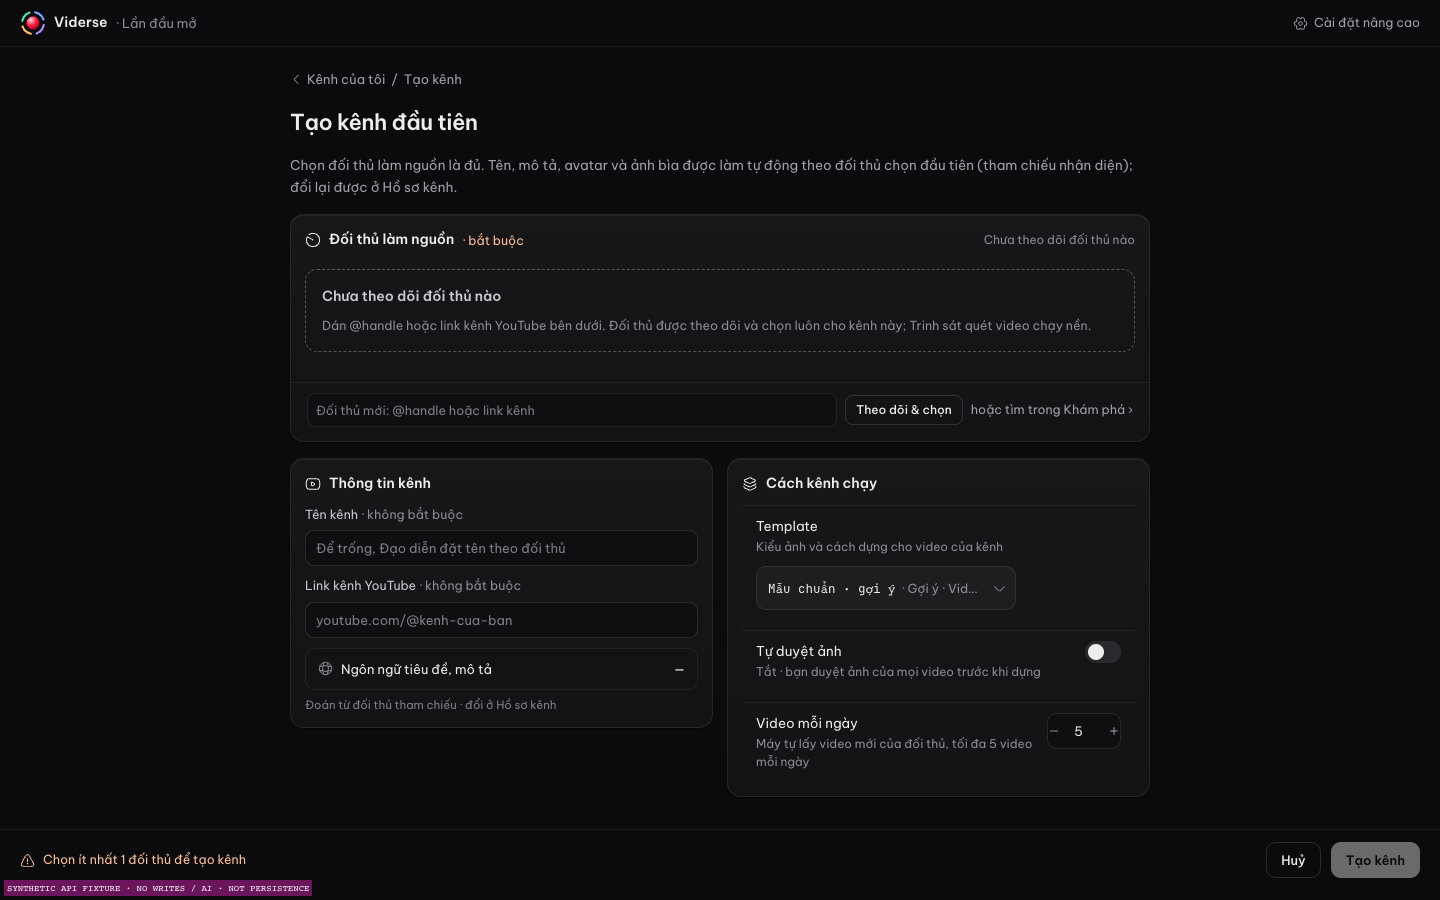 Viderse · Lần đầu mở
Cài đặt nâng cao
Kênh của tôi / Tạo kênh
Tạo kênh đầu tiên
Chọn đối thủ làm nguồn là đủ. Tên, mô tả, avatar và ảnh bìa được làm tự động theo đối thủ chọn đầu tiên (tham chiếu nhận diện);
đổi lại được ở Hồ sơ kênh.
Đối thủ làm nguồn · bắt buộc
Chưa theo dõi đối thủ nào
Chưa theo dõi đối thủ nào
Dán @handle hoặc link kênh YouTube bên dưới. Đối thủ được theo dõi và chọn luôn cho kênh này; Trinh sát quét video chạy nền.
Đối thủ mới: @handle hoặc link kênh
Theo dõi & chọn
hoặc tìm trong Khám phá ›
Thông tin kênh
Tên kênh · không bắt buộc
Để trống, Đạo diễn đặt tên theo đối thủ
Link kênh YouTube · không bắt buộc
youtube.com/@kenh-cua-ban
Ngôn ngữ tiêu đề, mô tả –
Đoán từ đối thủ tham chiếu · đổi ở Hồ sơ kênh
Cách kênh chạy
Template
Kiểu ảnh và cách dựng cho video của kênh
Mẫu chuẩn · gợi ý · Gợi ý · Vid...
Tự duyệt ảnh
Tắt · bạn duyệt ảnh của mọi video trước khi dựng
Video mỗi ngày
Máy tự lấy video mới của đối thủ, tối đa 5 video
mỗi ngày
− 5 +
Chọn ít nhất 1 đối thủ để tạo kênh
Huỷ
Tạo kênh
SYNTHETIC API FIXTURE · NO WRITES / AI · NOT PERSISTENCE